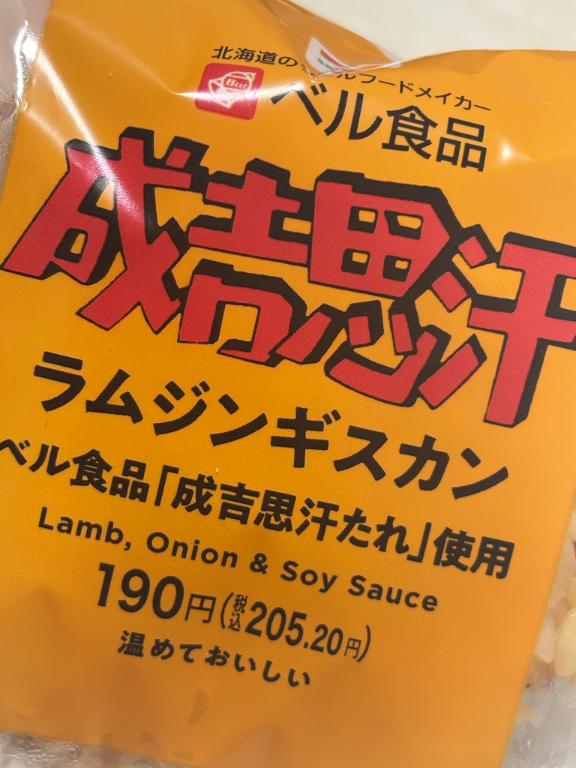 北海道のソールフードメイカー
ベル食品
成吉思汗
ラムジンギスカン
ベル食品「成吉思汗たれ」使用
Lamb, Onion & Soy Sauce
190円(税込205.20円)
温めておいしい